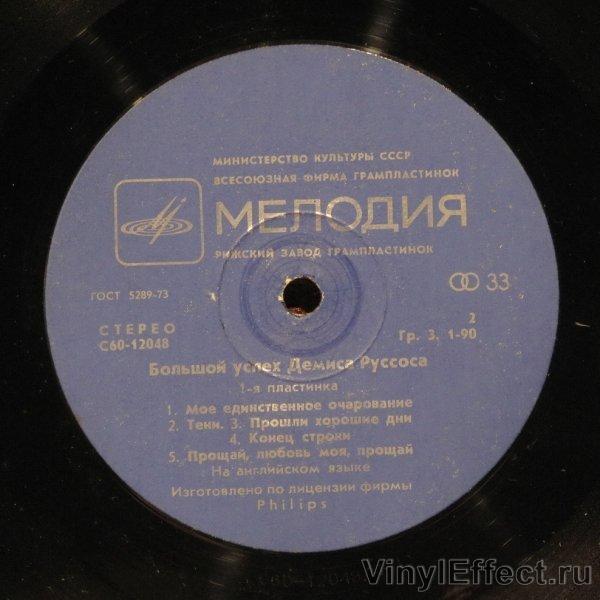 МИНИСТЕРСТВО КУЛЬТУРЫ СССР
ВСЕСОЮЗНАЯ ФИРМА ГРАМПЛАСТИНОК
МЕЛОДИЯ
РИЖСКИЙ ЗАВОД ГРАМПЛАСТИНОК
ГОСТ 5289-73
33
СТЕРЕО
2
С60-12048
Гр. 3. 1-90
Большой успех Демиса Руссоса
1-я пластинка
1. Мое единственное очарование
2. Тени. 3. Прошли хорошие дни
4. Конец строки
5. Прощай, любовь моя, прощай
На английском языке
Изготовлено по лицензии фирмы
Philips
VinylEffect.ru